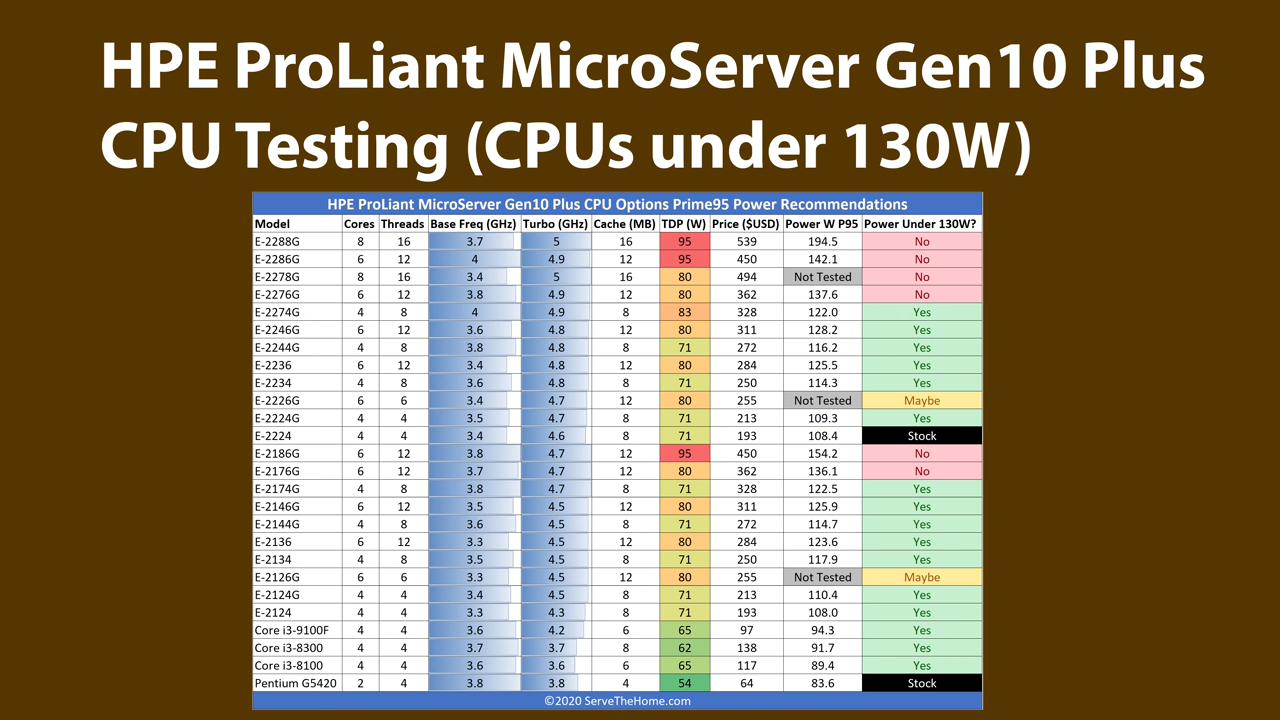 HPE ProLiant MicroServer Gen10 Plus
CPU Testing (CPUs under 130W)
HPE ProLiant MicroServer Gen10 Plus CPU Options Prime95 Power Recommendations
Model Cores Threads Base Freq (GHz) Turbo (GHz) Cache (MB) TDP (W) Price ($USD) Power W P95 Power Under 130W?
E-2288G 8 16 3.7 5 16 95 539 194.5 No
E-2286G 6 12 4 4.9 12 95 450 142.1 No
E-2278G 8 16 3.4 5 16 80 494 Not Tested No
E-2276G 6 12 3.8 4.9 12 80 362 137.6 No
E-2274G 4 8 4 4.9 8 83 328 122.0 Yes
E-2246G 6 12 3.6 4.8 12 80 311 128.2 Yes
E-2244G 4 8 3.8 4.8 8 71 272 116.2 Yes
E-2236 6 12 3.4 4.8 12 80 284 125.5 Yes
E-2234 4 8 3.6 4.8 8 71 250 114.3 Yes
E-2226G 6 6 3.4 4.7 12 80 255 Not Tested Maybe
E-2224G 4 4 3.5 4.7 8 71 213 109.3 Yes
E-2224 4 4 3.4 4.6 8 71 193 108.4 Stock
E-2186G 6 12 3.8 4.7 12 95 450 154.2 No
E-2176G 6 12 3.7 4.7 12 80 362 136.1 No
E-2174G 4 8 3.8 4.7 8 71 328 122.5 Yes
E-2146G 6 12 3.5 4.5 12 80 311 125.9 Yes
E-2144G 4 8 3.6 4.5 8 71 272 114.7 Yes
E-2136 6 12 3.3 4.5 12 80 284 123.6 Yes
E-2134 4 8 3.5 4.5 8 71 250 117.9 Yes
E-2126G 6 6 3.3 4.5 12 80 255 Not Tested Maybe
E-2124G 4 4 3.4 4.5 8 71 213 110.4 Yes
E-2124 4 4 3.3 4.3 8 71 193 108.0 Yes
Core i3-9100F 4 4 3.6 4.2 6 65 97 94.3 Yes
Core i3-8300 4 4 3.7 3.7 8 62 138 91.7 Yes
Core i3-8100 4 4 3.6 3.6 6 65 117 89.4 Yes
Pentium G5420 2 4 3.8 3.8 4 54 64 83.6 Stock
©2020 ServeTheHome.com